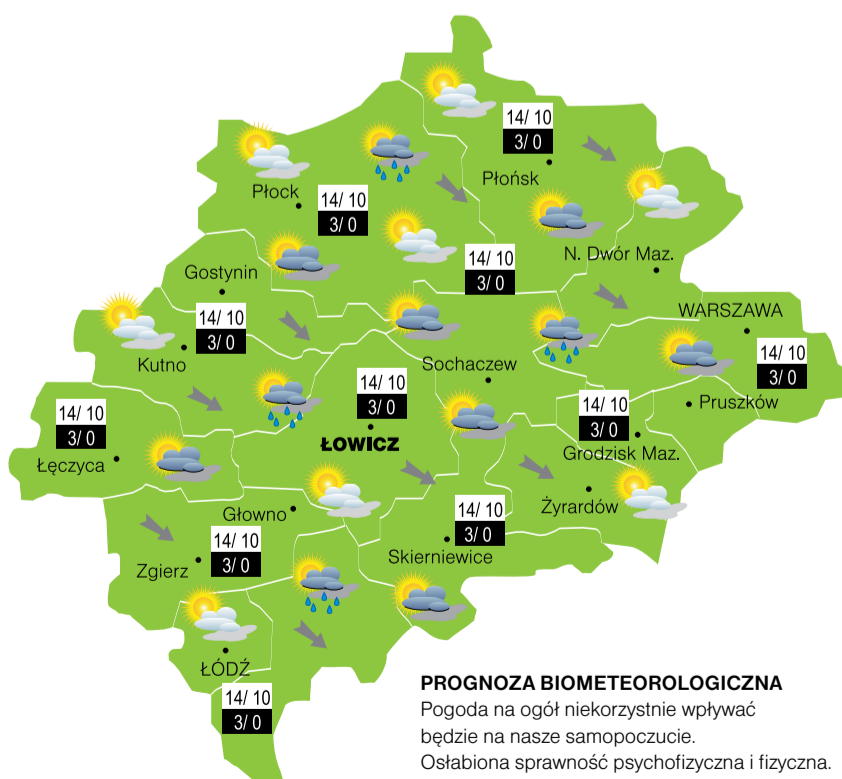 14/ 10
3/ 0
Płońsk
Płock
14/ 10
3/ 0
14/ 10
3/ 0
N. Dwór Maz.
Gostynin
14/ 10
3/ 0
Kutno
WARSZAWA
14/ 10
3/ 0
Sochaczew
14/ 10
3/ 0
ŁOWICZ
Pruszków
14/ 10
3/ 0
Grodzisk Maz.
14/ 10
3/ 0
Łęczyca
Żyrardów
Głowno
14/ 10
3/ 0
Skierniewice
14/ 10
3/ 0
Zgierz
ŁÓDŹ
14/ 10
3/ 0
PROGNOZA BIOMETEOROLOGICZNA
Pogoda na ogół niekorzystnie wpływać
będzie na nasze samopoczucie.
Osłabiona sprawność psychofizyczna i fizyczna.